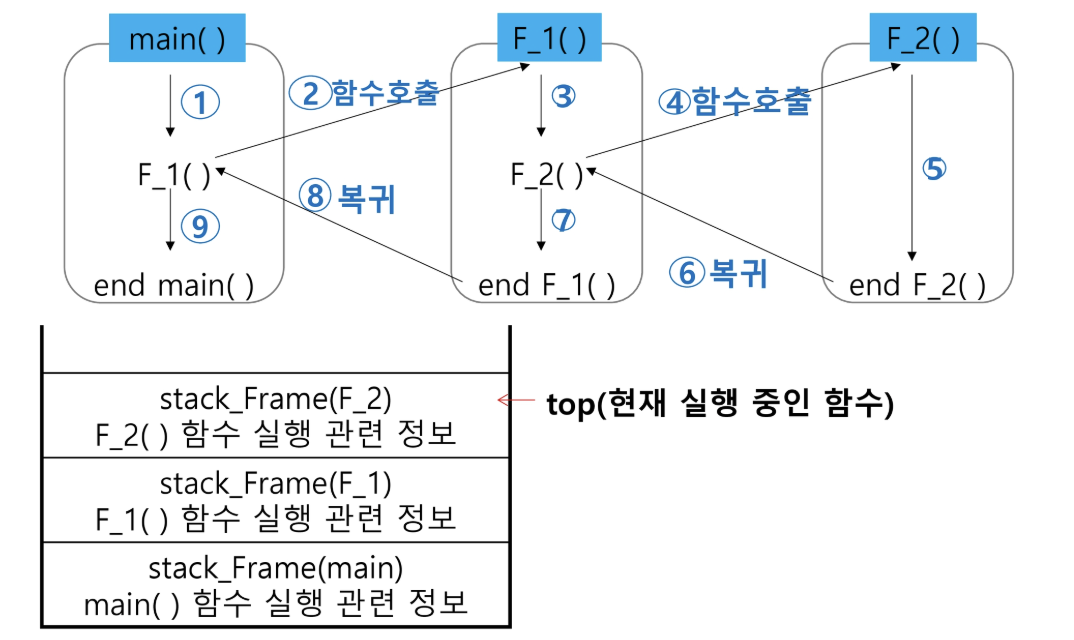 main( )
F_1( )
F_2( )
①
② 함수호출
③
④ 함수호출
⑤
F_1( )
F_2( )
⑧ 복귀
⑨
⑦
⑥ 복귀
end main( )
end F_1( )
end F_2( )
stack_Frame(F_2)
F_2( ) 함수 실행 관련 정보
top(현재 실행 중인 함수)
stack_Frame(F_1)
F_1( ) 함수 실행 관련 정보
stack_Frame(main)
main( ) 함수 실행 관련 정보